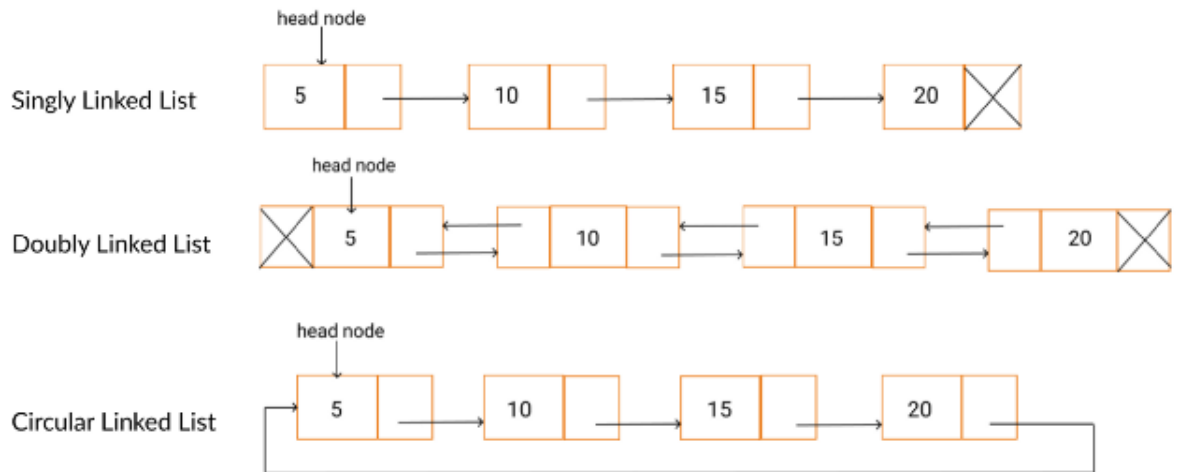 head node
Singly Linked List 5 10 15 20
head node
Doubly Linked List 5 10 15 20
head node
Circular Linked List 5 10 15 20